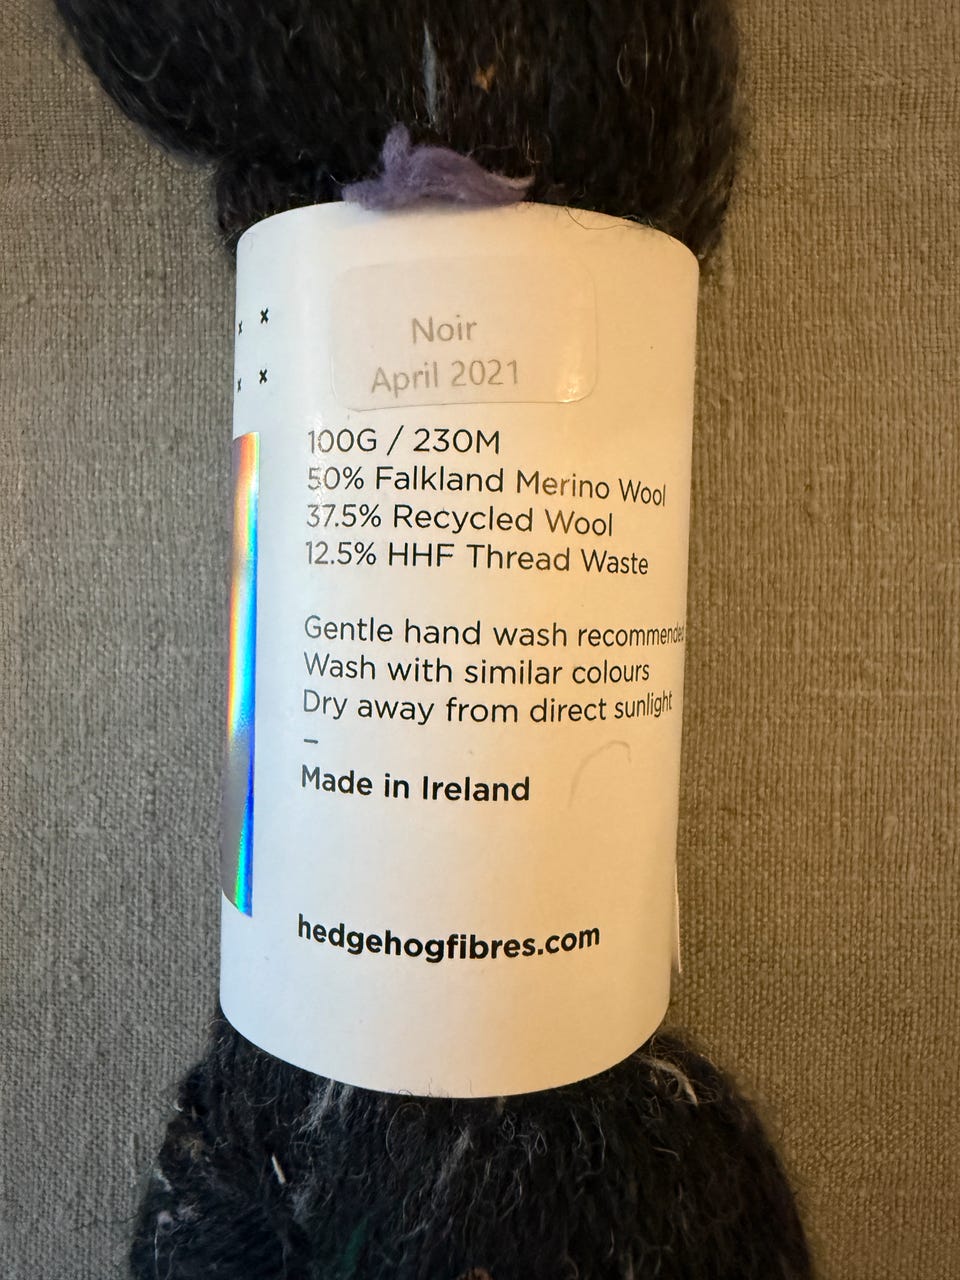 Noir
April 2021
100G / 230M
50% Falkland Merino Wool
37.5% Recycled Wool
12.5% HHF Thread Waste
Gentle hand wash recommended
Wash with similar colours
Dry away from direct sunlight
–
Made in Ireland
hedgehogfibres.com